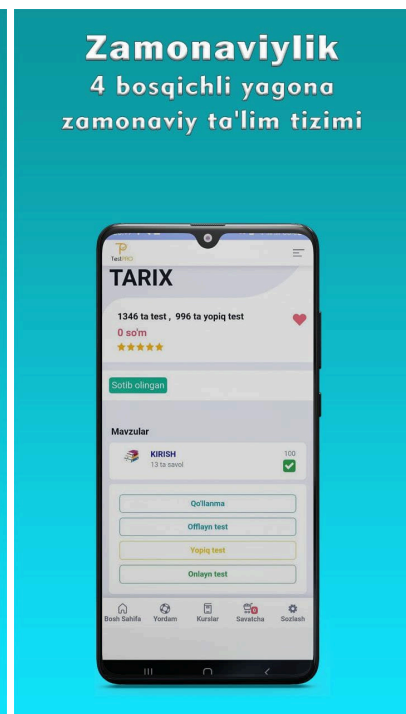 Zamonaviylik
4 bosqichli yagona
zamonaviy ta'lim tizimi
TestPRO
TARIX
1346 ta test , 996 ta yopiq test
0 so'm
Sotib olingan
Mavzular
KIRISH
100
13 ta savol
Qo'llanma
Offlayn test
Yopiq test
Onlayn test
0
Bosh Sahifa Yordam Kurslar Savatcha Sozlash